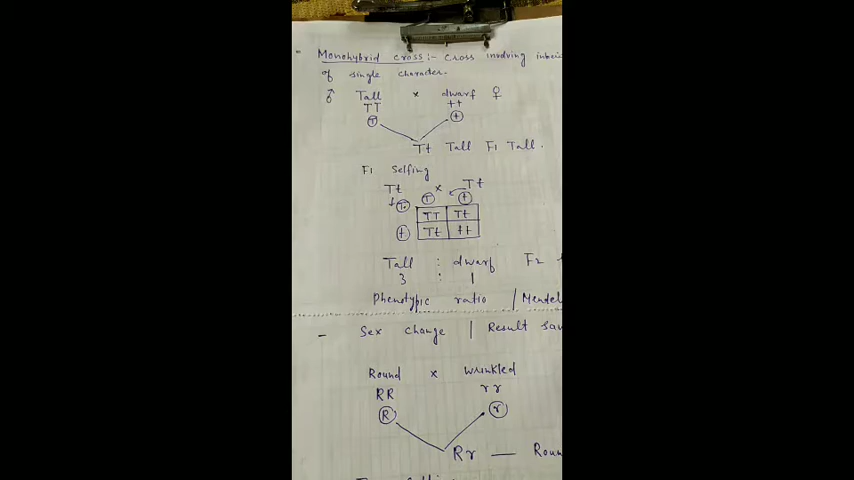 - Monohybrid cross :- cross involving
of single character.
♂ Tall x dwarf ♀
TT tt
T t
Tt Tall F1 Tall.
F1 Selfing
Tt x Tt
T t
T TT Tt
t Tt tt
Tall : dwarf F2
3 : 1
Phenotypic ratio / Mendel
- Sex change | Result
Round x wrinkled
RR rr
R r
Rr — Roun